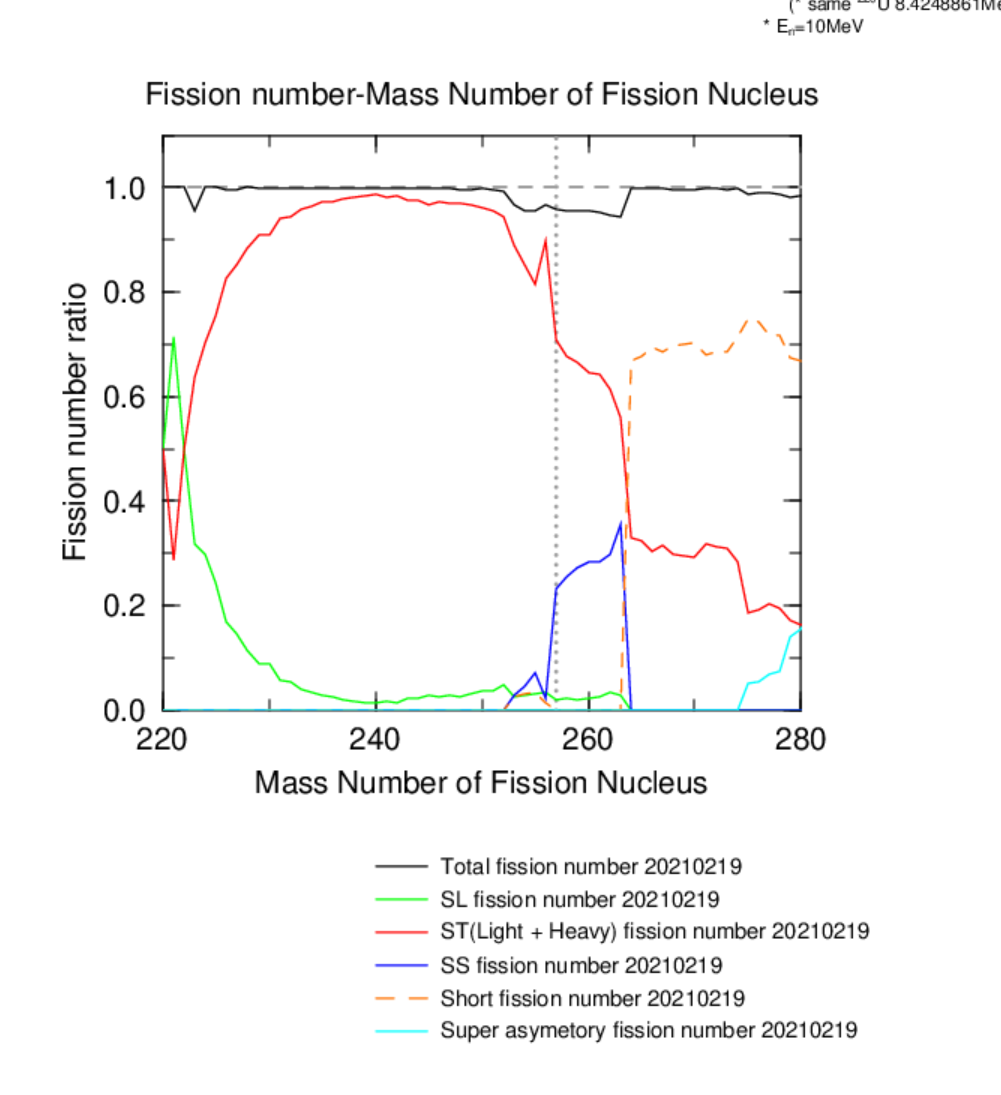 (* same U 8.4248861Me
* En=10MeV
Fission number-Mass Number of Fission Nucleus
Fission number ratio
1.0
0.8
0.6
0.4
0.2
0.0
220 240 260 280
Mass Number of Fission Nucleus
Total fission number 20210219
SL fission number 20210219
ST(Light + Heavy) fission number 20210219
SS fission number 20210219
Short fission number 20210219
Super asymetory fission number 20210219